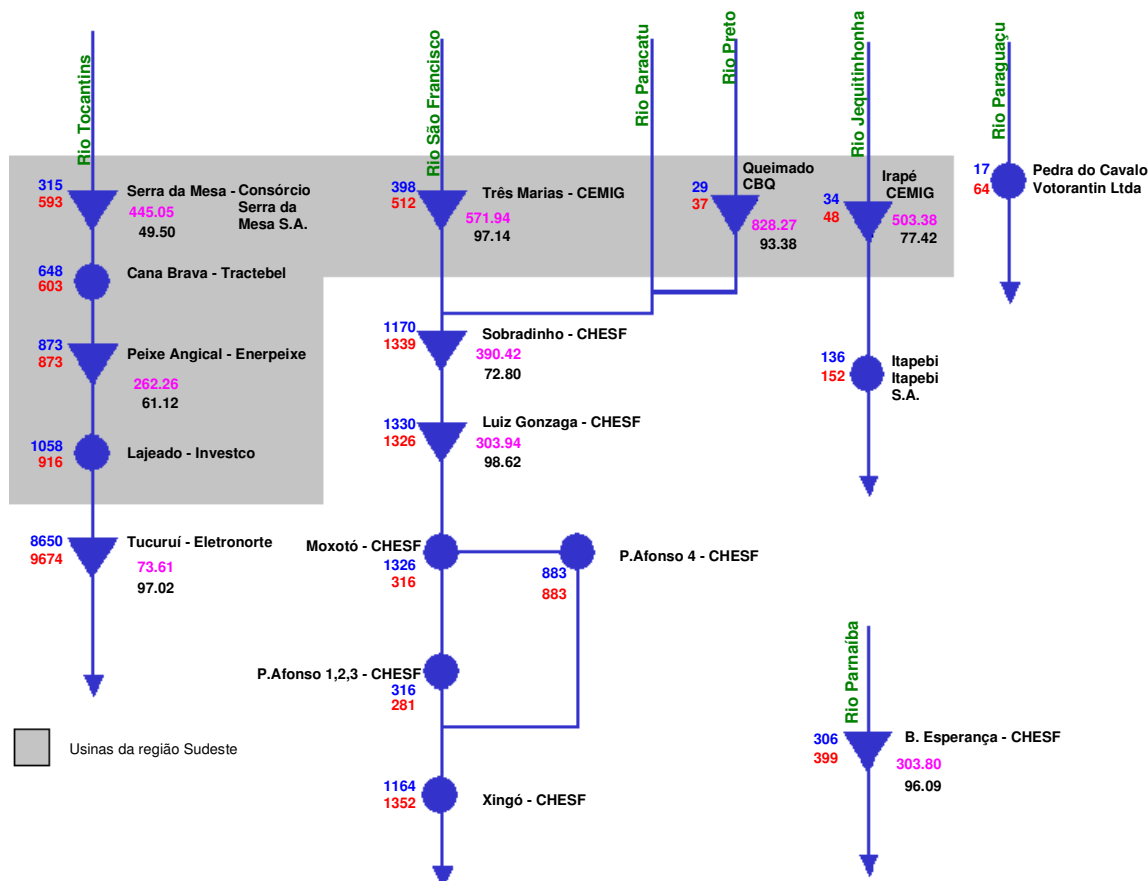 Rio Tocantins
315
593
Serra da Mesa - Consórcio
Serra da
Mesa S.A.
445.05
49.50
648
603
Cana Brava - Tractebel
873
873
Peixe Angical - Enerpeixe
262.26
61.12
1058
916
Lajeado - Investco
8650
9674
Tucuruí - Eletronorte
73.61
97.02
Rio São Francisco
398
512
Três Marias - CEMIG
571.94
97.14
Rio Paracatu
Rio Preto
Queimado
CBQ
29
37
828.27
93.38
1170
1339
Sobradinho - CHESF
390.42
72.80
1330
1326
Luiz Gonzaga - CHESF
303.94
98.62
Moxotó - CHESF
1326
316
P.Afonso 4 - CHESF
883
883
P.Afonso 1,2,3 - CHESF
316
281
1164
1352
Xingó - CHESF
Rio Jequitinhonha
34
48
Irapé
CEMIG
503.38
77.42
136
152
Itapebi
Itapebi
S.A.
Rio Paraguaçu
17
64
Pedra do Cavalo
Votorantin Ltda
Rio Parnaíba
306
399
B. Esperança - CHESF
303.80
96.09
Usinas da região Sudeste